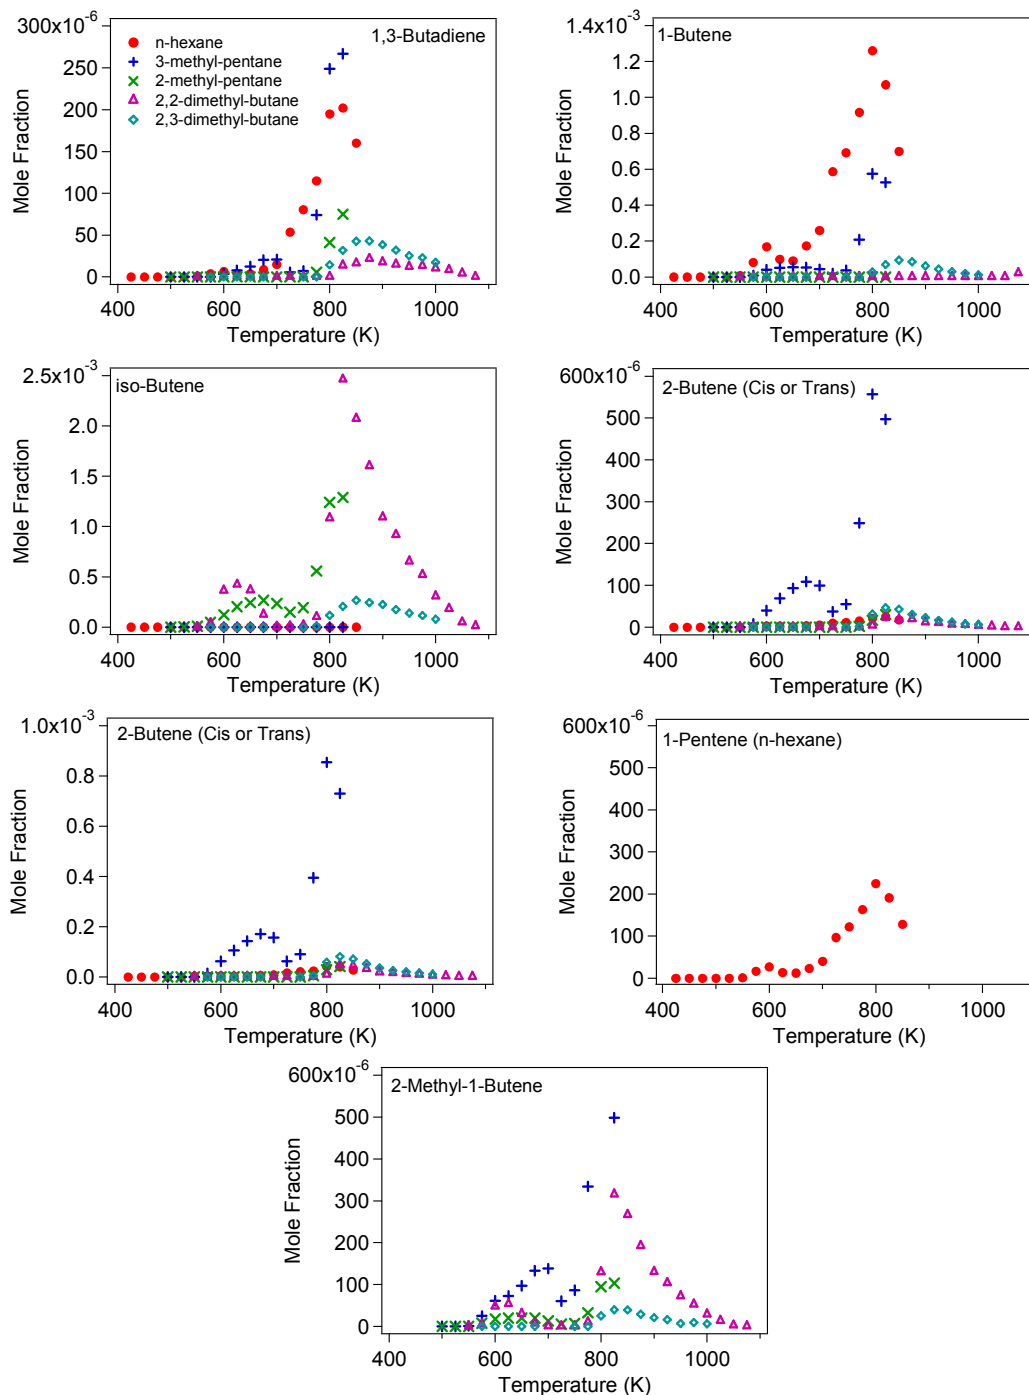 300x10-6
250
200
150
100
50
0
Mole Fraction
1,3-Butadiene
n-hexane
3-methyl-pentane
2-methyl-pentane
2,2-dimethyl-butane
2,3-dimethyl-butane
400 600 800 1000
Temperature (K)
1.4x10-3
1.2
1.0
0.8
0.6
0.4
0.2
0.0
Mole Fraction
1-Butene
400 600 800 1000
Temperature (K)
2.5x10-3
2.0
1.5
1.0
0.5
0.0
Mole Fraction
iso-Butene
400 600 800 1000
Temperature (K)
600x10-6
500
400
300
200
100
0
Mole Fraction
2-Butene (Cis or Trans)
400 600 800 1000
Temperature (K)
1.0x10-3
0.8
0.6
0.4
0.2
0.0
Mole Fraction
2-Butene (Cis or Trans)
400 600 800 1000
Temperature (K)
600x10-6
500
400
300
200
100
0
Mole Fraction
1-Pentene (n-hexane)
400 600 800 1000
Temperature (K)
600x10-6
500
400
300
200
100
0
Mole Fraction
2-Methyl-1-Butene
400 600 800 1000
Temperature (K)